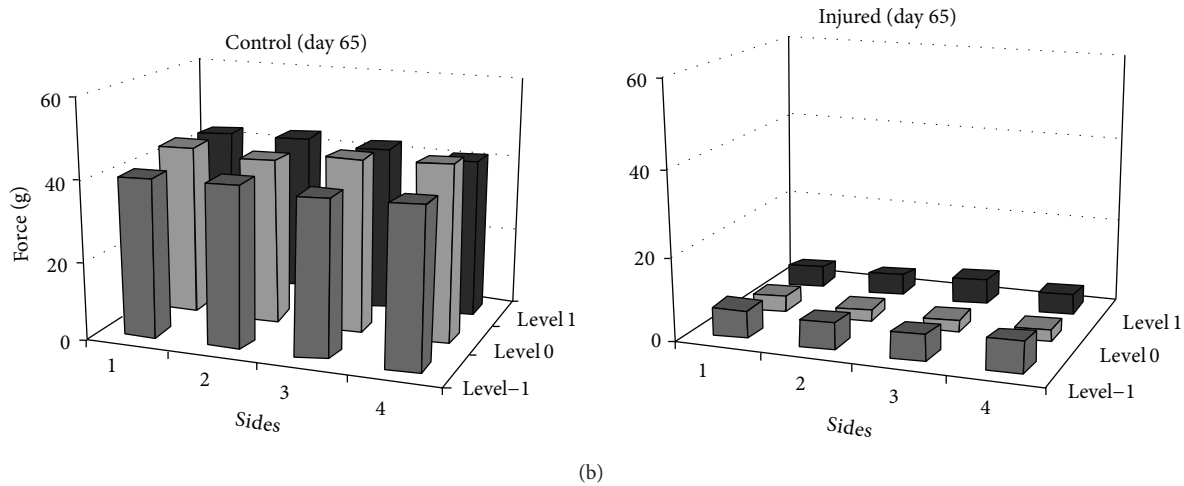 Control (day 65)
60
40
20
0
Force (g)
1
2
3
4
Sides
Level 1
Level 0
Level−1
Injured (day 65)
60
40
20
0
1
2
3
4
Sides
Level 1
Level 0
Level−1
(b)